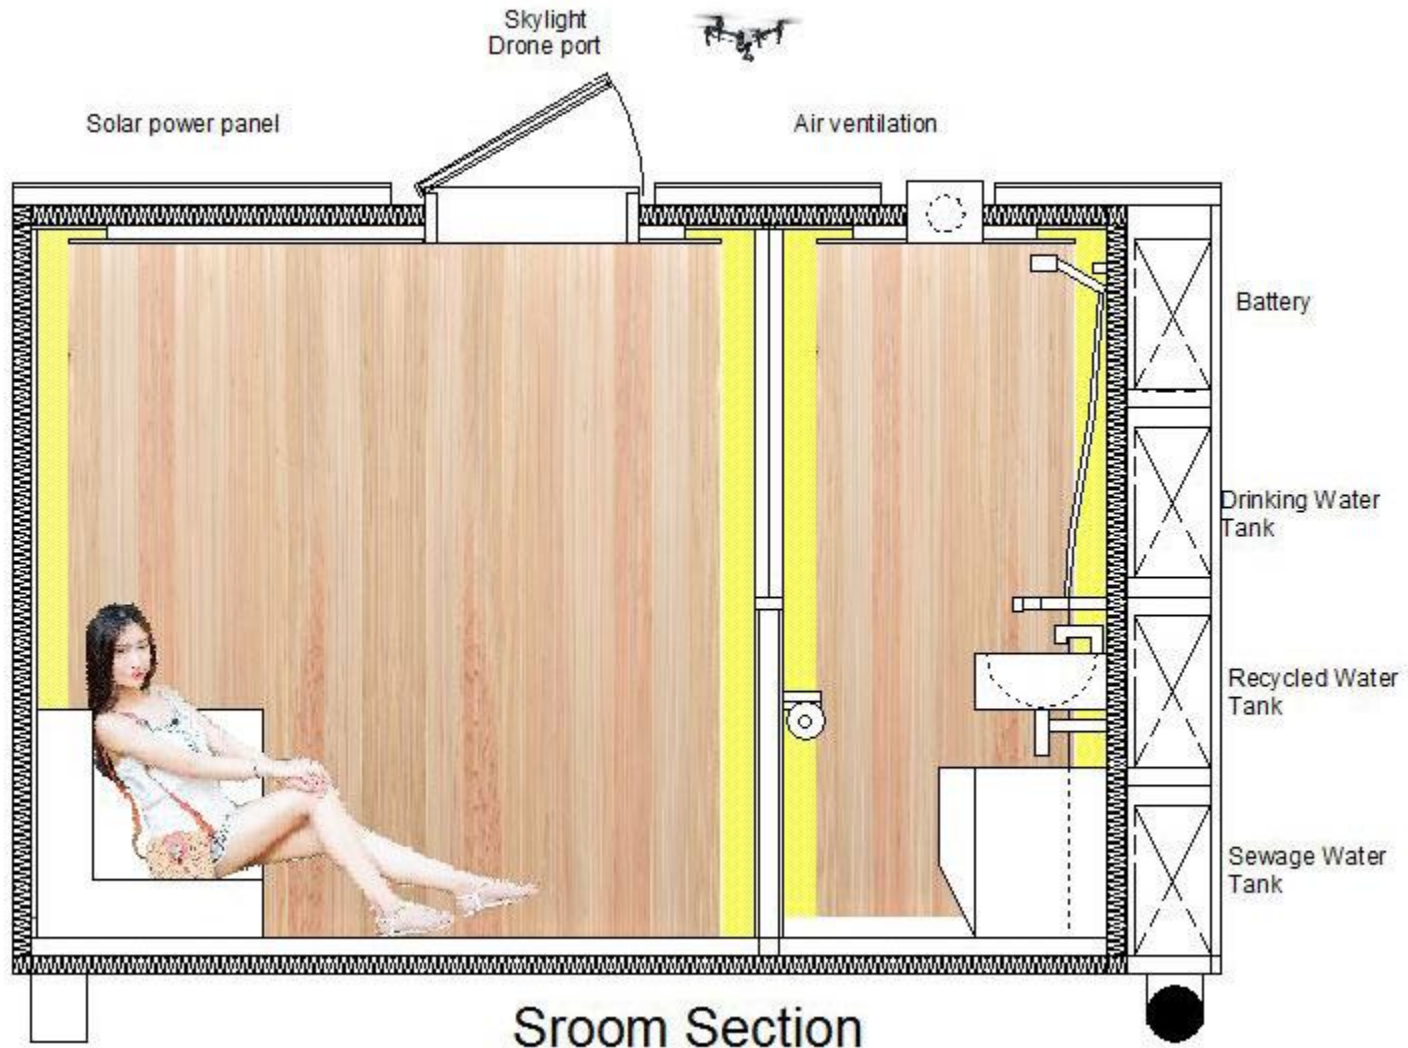 Skylight
Drone port
Solar power panel
Air ventilation
Battery
Drinking Water
Tank
Recycled Water
Tank
Sewage Water
Tank
Sroom Section